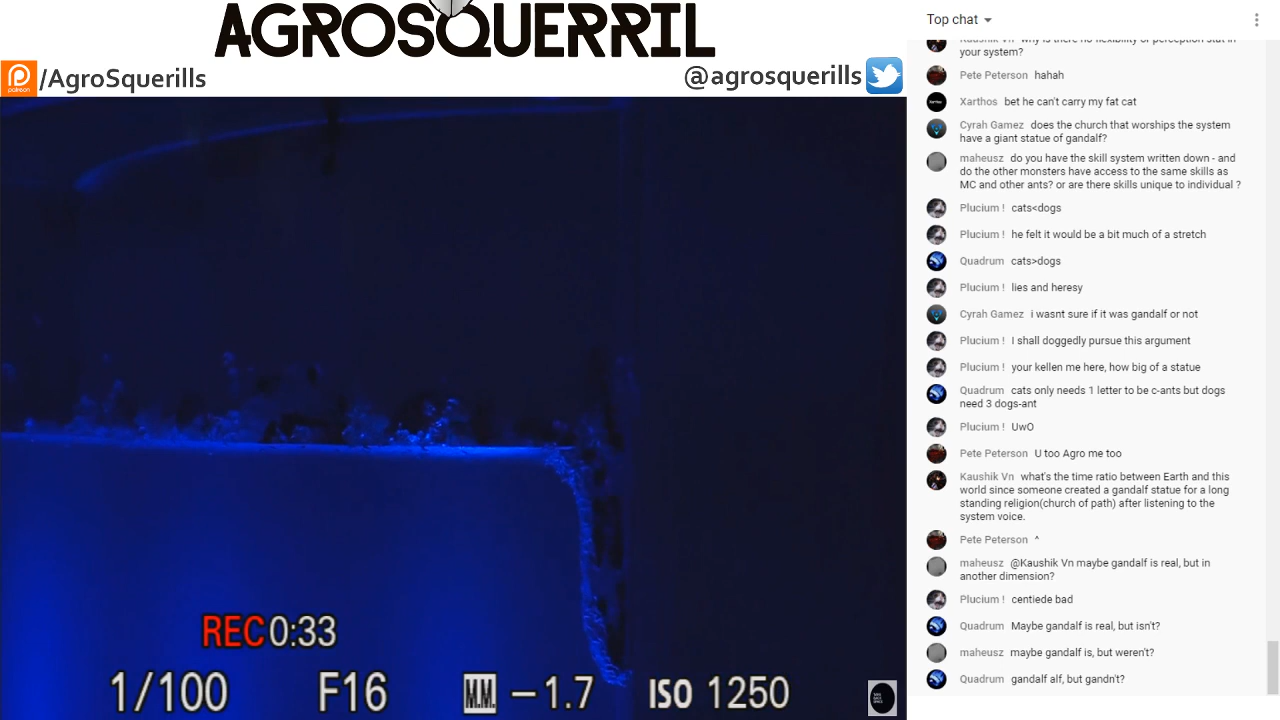 AGROSQUERRIL
/AgroSquerills
@agrosquerills
patreon
REC 0:33
1/100 F16 M.M. −1.7 ISO 1250
Top chat
Kaushik Vn why is there no flexibility or perception stat in
your system?
Pete Peterson hahah
Xarthos bet he can't carry my fat cat
Cyrah Gamez does the church that worships the system
have a giant statue of gandalf?
maheusz do you have the skill system written down - and
do the other monsters have access to the same skills as
MC and other ants? or are there skills unique to individual ?
Plucium ! cats<dogs
Plucium ! he felt it would be a bit much of a stretch
Quadrum cats>dogs
Plucium ! lies and heresy
Cyrah Gamez i wasnt sure if it was gandalf or not
Plucium ! I shall doggedly pursue this argument
Plucium ! your kellen me here, how big of a statue
Quadrum cats only needs 1 letter to be c-ants but dogs
need 3 dogs-ant
Plucium ! UwO
Pete Peterson U too Agro me too
Kaushik Vn what's the time ratio between Earth and this
world since someone created a gandalf statue for a long
standing religion(church of path) after listening to the
system voice.
Pete Peterson ^
maheusz @Kaushik Vn maybe gandalf is real, but in
another dimension?
Plucium ! centiede bad
Quadrum Maybe gandalf is real, but isn't?
maheusz maybe gandalf is, but weren't?
Quadrum gandalf alf, but gandn't?